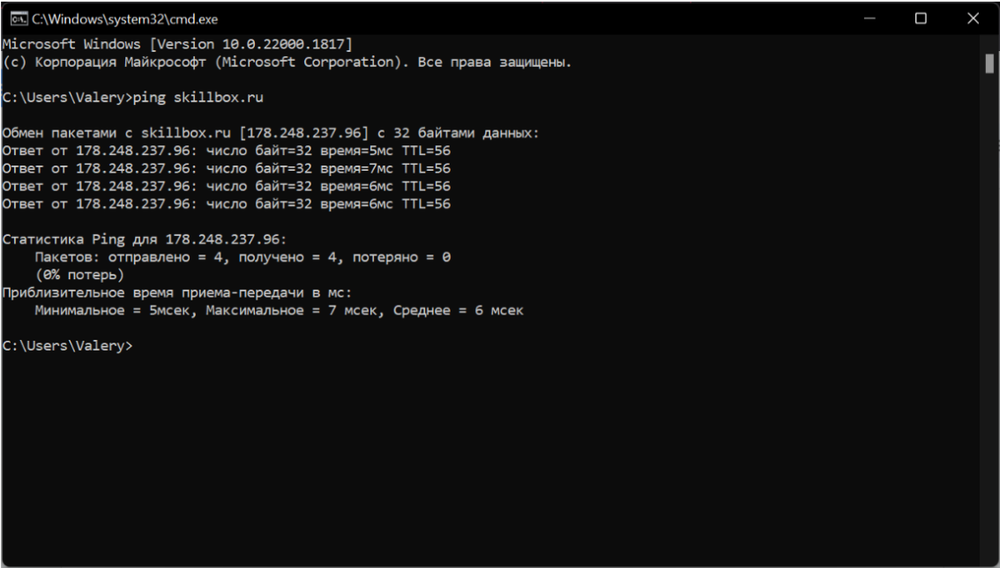 C:\Windows\system32\cmd.exe
Microsoft Windows [Version 10.0.22000.1817]
(c) Корпорация Майкрософт (Microsoft Corporation). Все права защищены.
C:\Users\Valery>ping skillbox.ru
Обмен пакетами с skillbox.ru [178.248.237.96] с 32 байтами данных:
Ответ от 178.248.237.96: число байт=32 время=5мс TTL=56
Ответ от 178.248.237.96: число байт=32 время=7мс TTL=56
Ответ от 178.248.237.96: число байт=32 время=6мс TTL=56
Ответ от 178.248.237.96: число байт=32 время=6мс TTL=56
Статистика Ping для 178.248.237.96:
    Пакетов: отправлено = 4, получено = 4, потеряно = 0
    (0% потерь)
Приблизительное время приема-передачи в мс:
    Минимальное = 5мсек, Максимальное = 7 мсек, Среднее = 6 мсек
C:\Users\Valery>